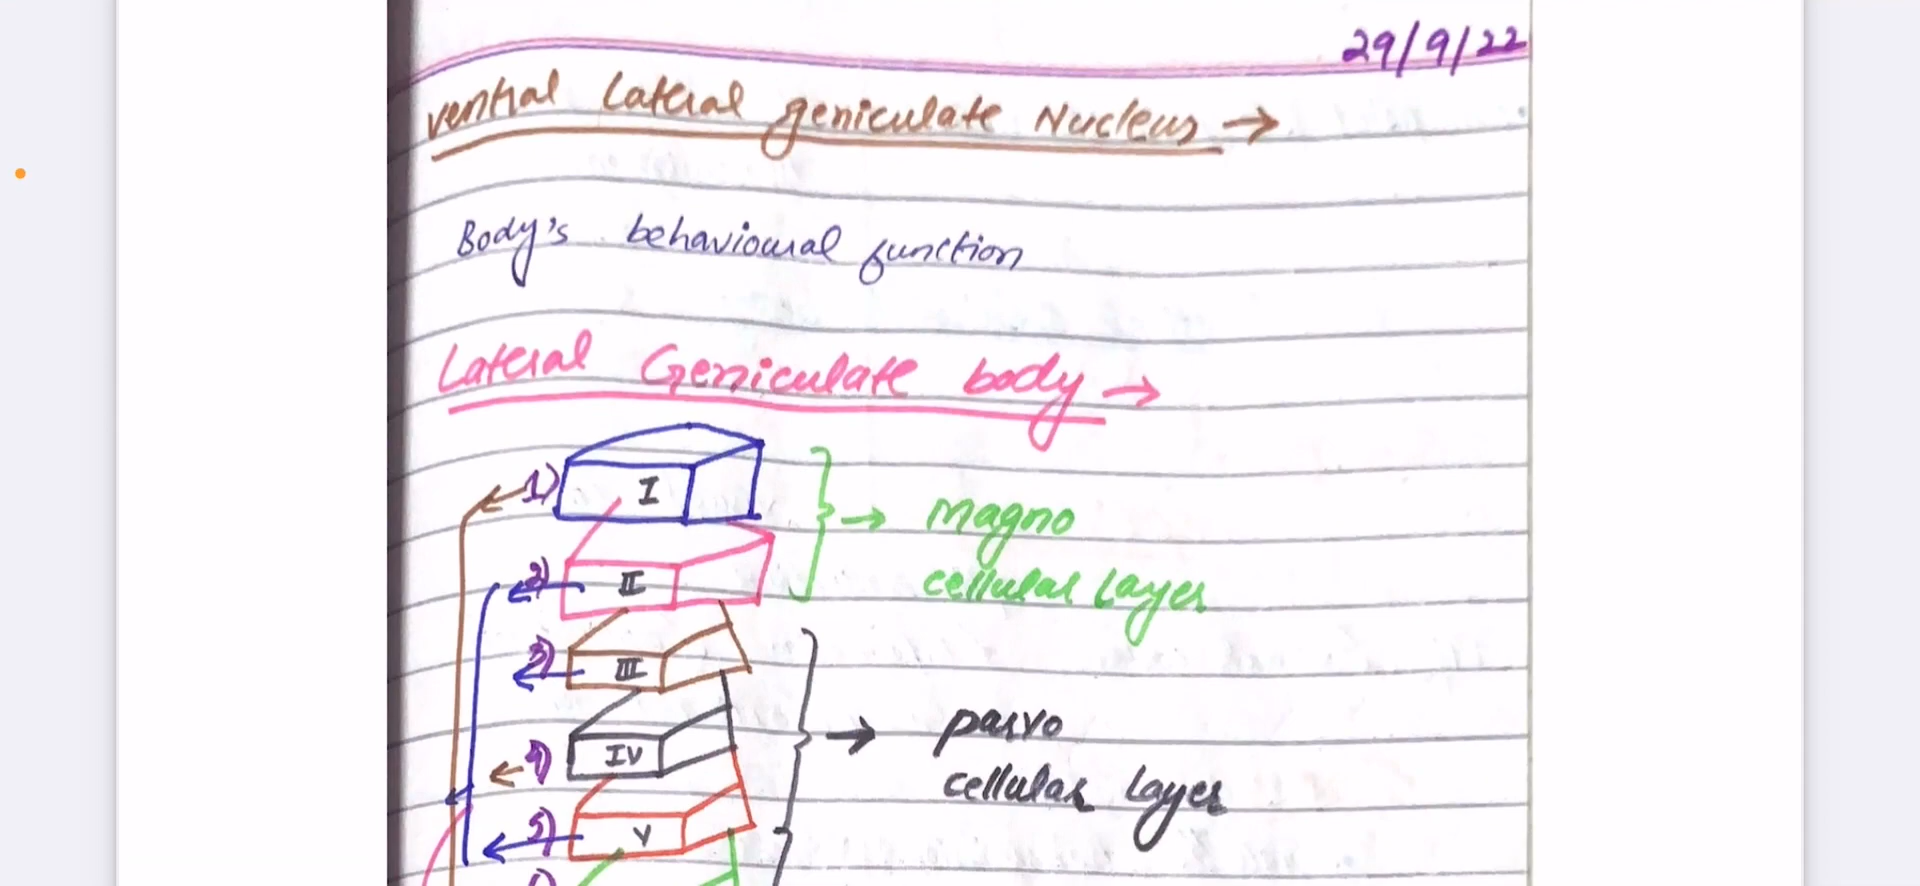 29/9/22
ventral Lateral geniculate Nucleus →
Body's behavioural function
Lateral Geniculate body →
1) I
→ Magno
2) II
cellular Layer
3) III
→ parvo
4) IV
cellular Layer
5) V